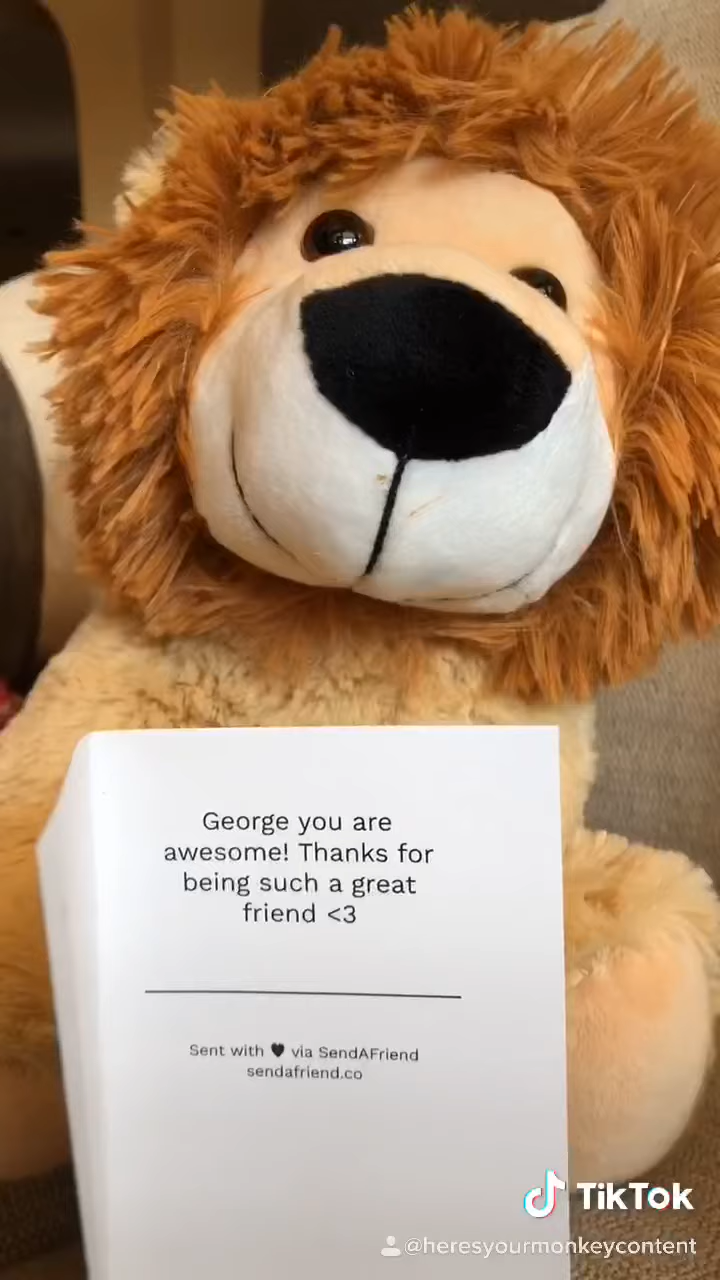 George you are
awesome! Thanks for
being such a great
friend <3
Sent with ♥ via SendAFriend
sendafriend.co
TikTok
@heresyourmonkeycontent